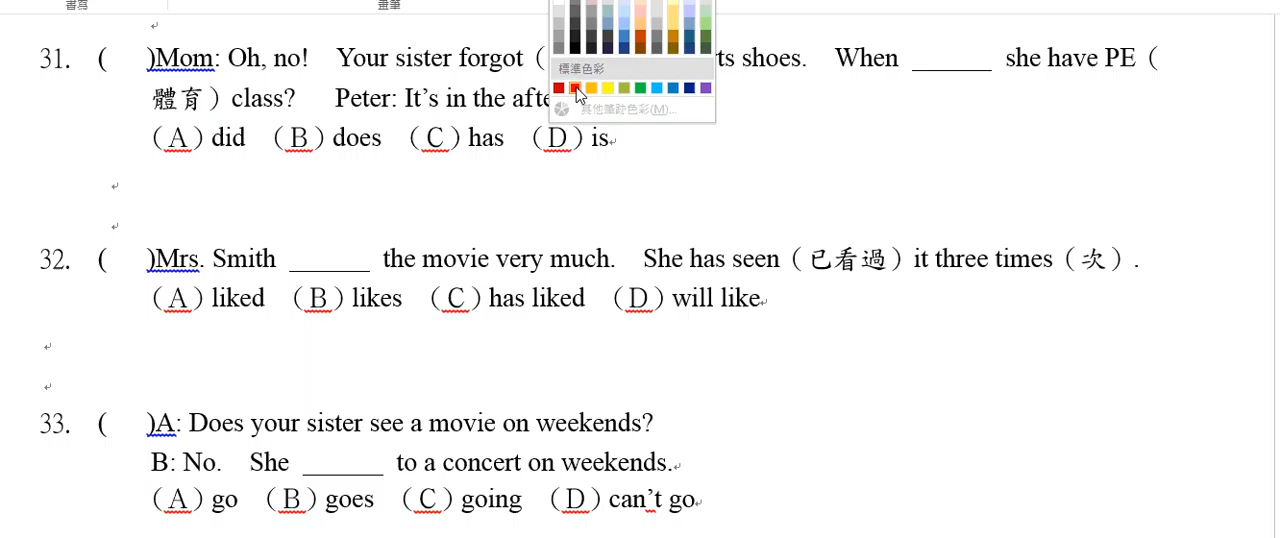 書寫 畫筆
31. ( )Mom: Oh, no! Your sister forgot（ ts shoes. When ______ she have PE（
標準色彩
體育）class? Peter: It’s in the afte
其他筆跡色彩(M)...
（A）did （B）does （C）has （D）is
32. ( )Mrs. Smith ______ the movie very much. She has seen（已看過）it three times（次）.
（A）liked （B）likes （C）has liked （D）will like
33. ( )A: Does your sister see a movie on weekends?
B: No. She ______ to a concert on weekends.
（A）go （B）goes （C）going （D）can’t go